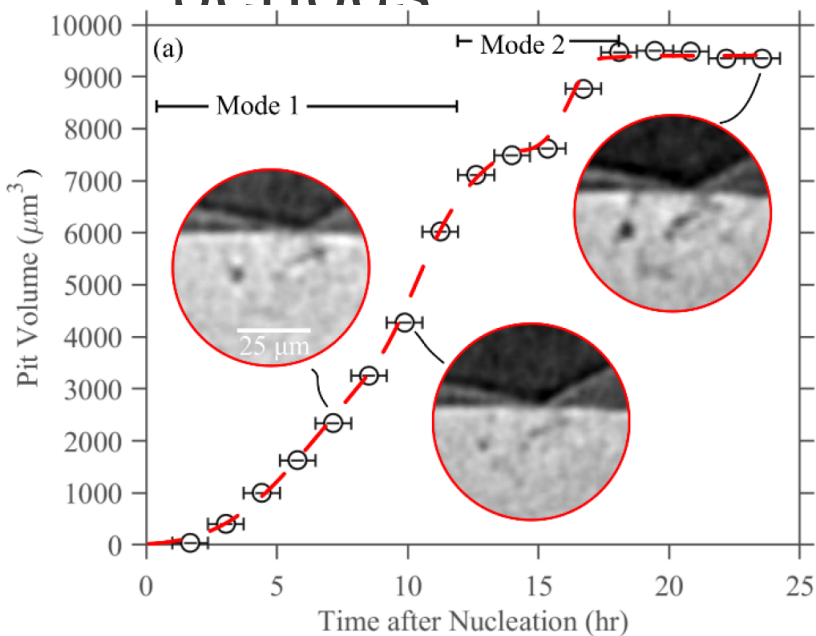 10000
(a)
Mode 2
9000
Mode 1
8000
7000
6000
5000
4000
25 μm
3000
2000
1000
0
0 5 10 15 20 25
Pit Volume (μm³)
Time after Nucleation (hr)